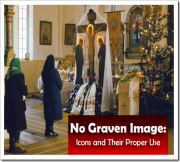 No Graven Image:
Icons and Their Proper Use